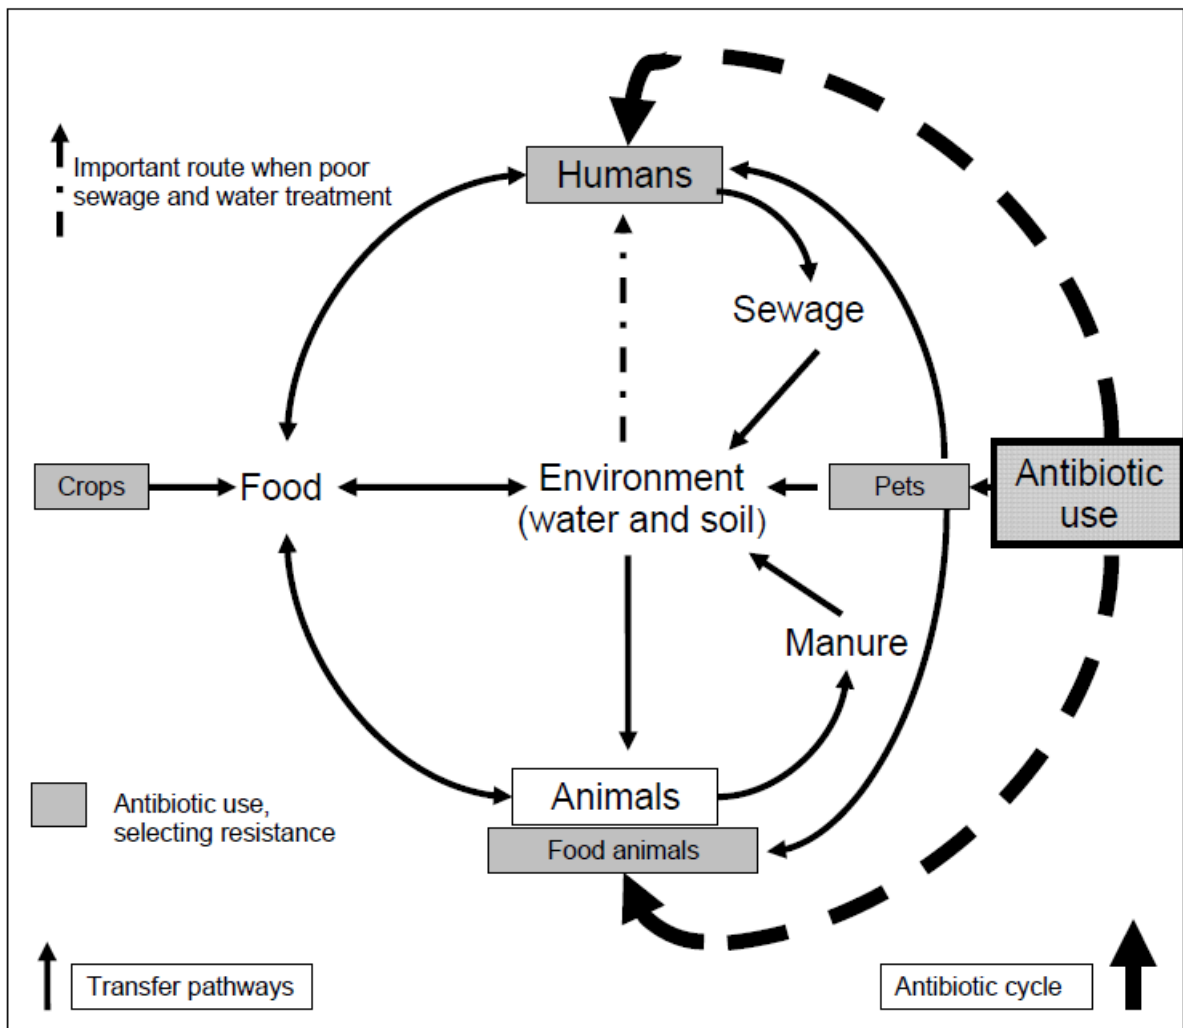 Important route when poor
sewage and water treatment
Humans
Sewage
Crops
Food
Environment
(water and soil)
Pets
Antibiotic
use
Manure
Animals
Food animals
Antibiotic use,
selecting resistance
Transfer pathways
Antibiotic cycle